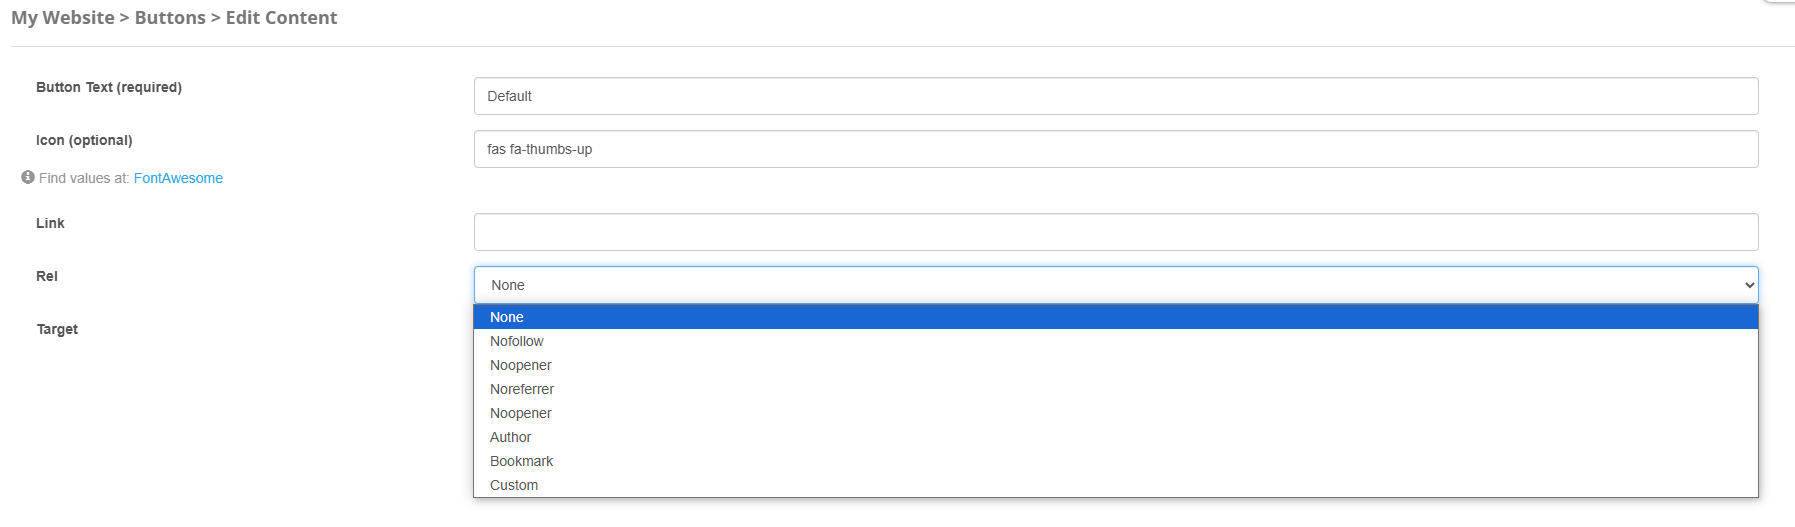 My Website > Buttons > Edit Content
Button Text (required)
Default
Icon (optional)
fas fa-thumbs-up
Find values at: FontAwesome
Link
Rel
None
None
Nofollow
Noopener
Noreferrer
Noopener
Author
Bookmark
Custom
Target